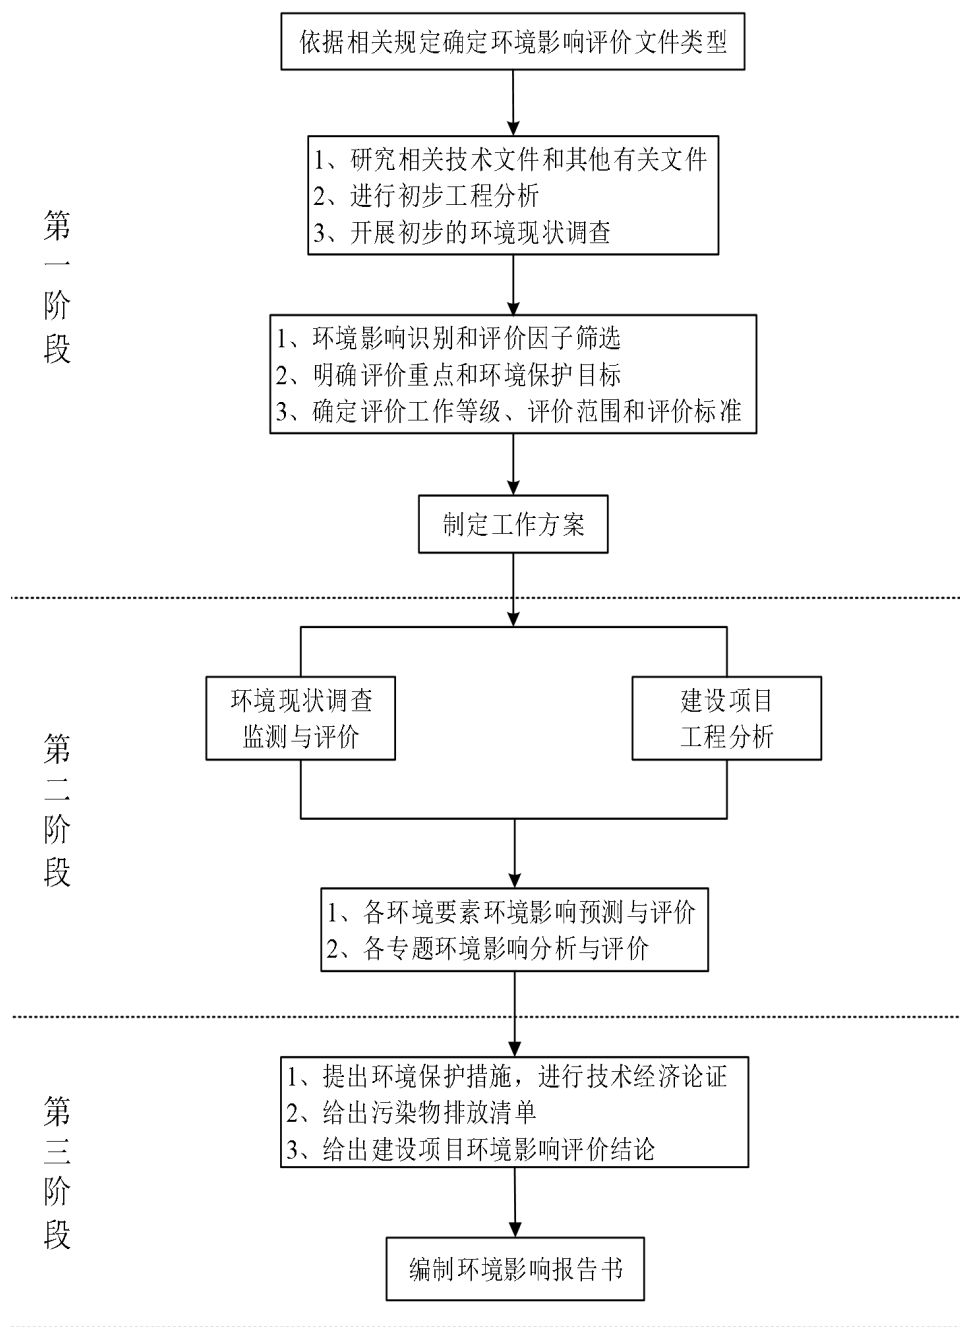 依据相关规定确定环境影响评价文件类型
1、研究相关技术文件和其他有关文件
2、进行初步工程分析
3、开展初步的环境现状调查
第一阶段
1、环境影响识别和评价因子筛选
2、明确评价重点和环境保护目标
3、确定评价工作等级、评价范围和评价标准
制定工作方案
环境现状调查
监测与评价
建设项目
工程分析
第二阶段
1、各环境要素环境影响预测与评价
2、各专题环境影响分析与评价
1、提出环境保护措施，进行技术经济论证
2、给出污染物排放清单
3、给出建设项目环境影响评价结论
第三阶段
编制环境影响报告书